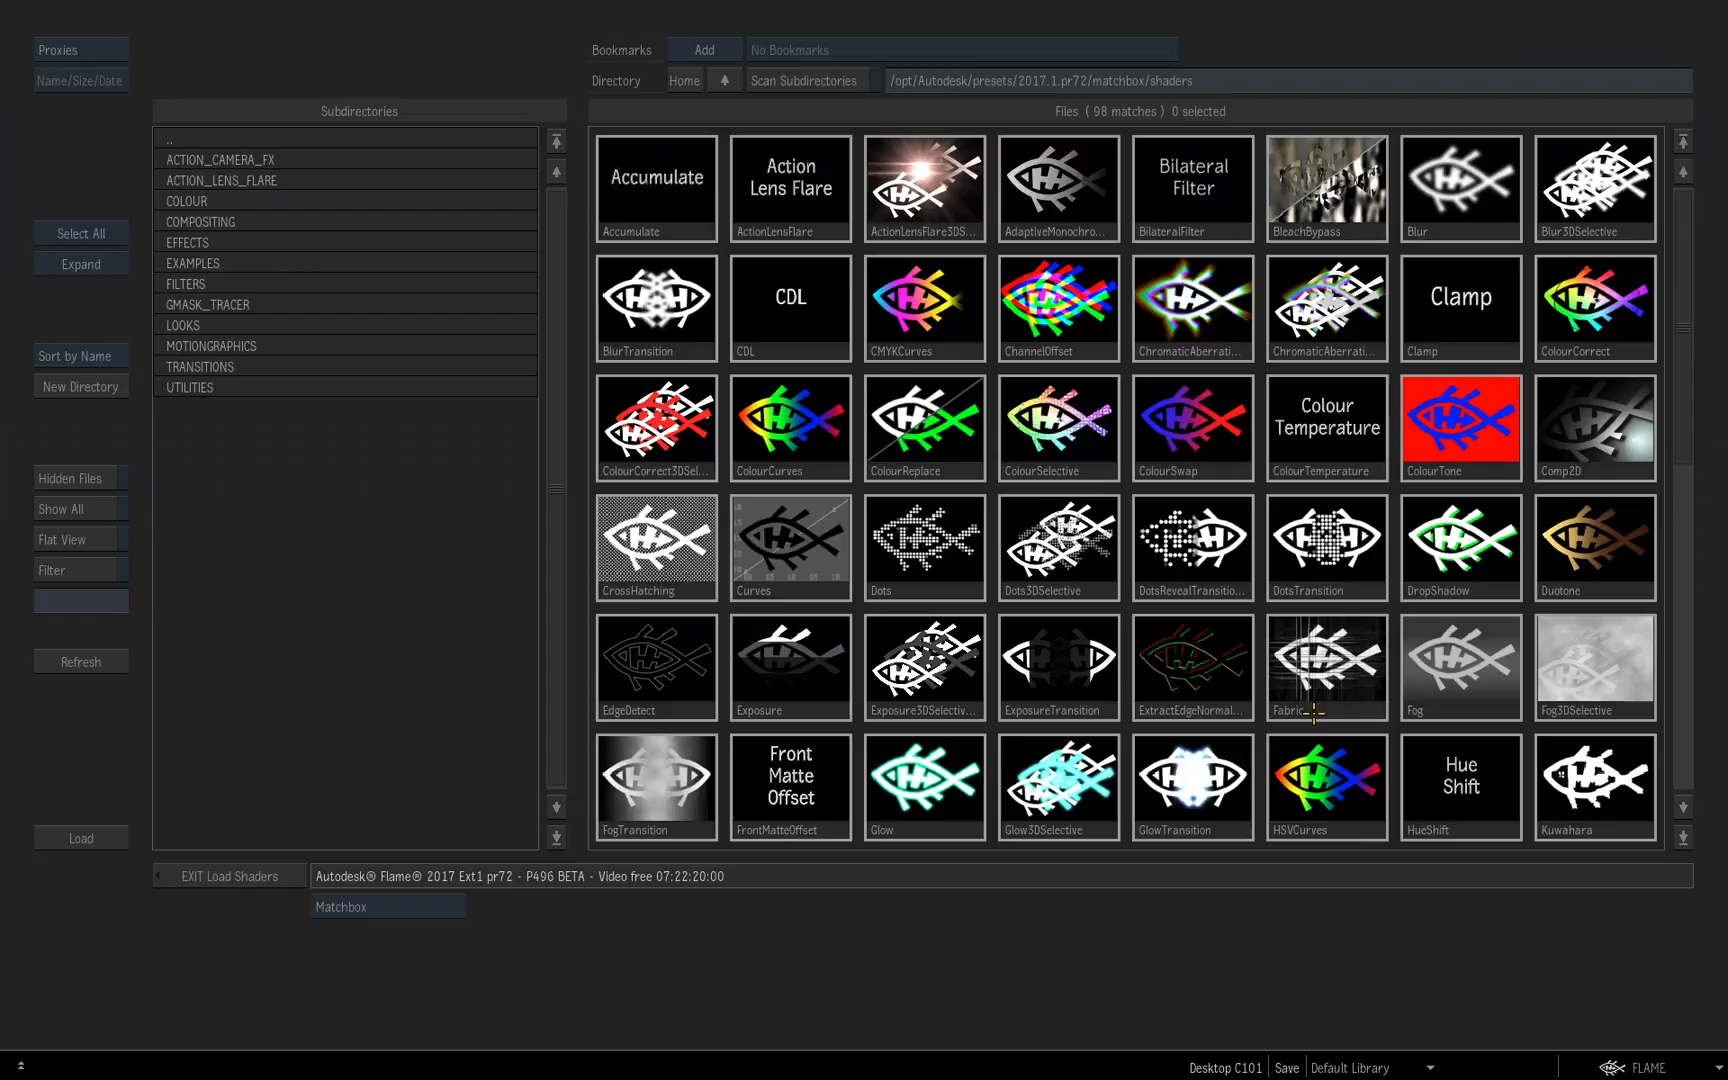 Proxies
Bookmarks Add No Bookmarks
Name/Size/Date
Directory Home Scan Subdirectories /opt/Autodesk/presets/2017.1.pr72/matchbox/shaders
Subdirectories
Files ( 98 matches ) 0 selected
..
ACTION_CAMERA_FX
ACTION_LENS_FLARE
COLOUR
COMPOSITING
EFFECTS
EXAMPLES
FILTERS
GMASK_TRACER
LOOKS
MOTIONGRAPHICS
TRANSITIONS
UTILITIES
Select All
Expand
Sort by Name
New Directory
Hidden Files
Show All
Flat View
Filter
Refresh
Load
Accumulate
Action
Lens Flare
Bilateral
Filter
Accumulate ActionLensFlare ActionLensFlare3DS... AdaptiveMonochro... BilateralFilter BleachBypass Blur Blur3DSelective
CDL
Clamp
BlurTransition CDL CMYKCurves ChannelOffset ChromaticAberrati... ChromaticAberrati... Clamp ColourCorrect
Colour
Temperature
ColourCorrect3DSel... ColourCurves ColourReplace ColourSelective ColourSwap ColourTemperature ColourTone Comp2D
CrossHatching Curves Dots Dots3DSelective DotsRevealTransitio... DotsTransition DropShadow Duotone
EdgeDetect Exposure Exposure3DSelectiv... ExposureTransition ExtractEdgeNormal... Fabric Fog Fog3DSelective
Front
Matte
Offset
Hue
Shift
FogTransition FrontMatteOffset Glow Glow3DSelective GlowTransition HSVCurves HueShift Kuwahara
EXIT Load Shaders Autodesk® Flame® 2017 Ext1 pr72 - P496 BETA - Video free 07:22:20:00
Matchbox
Desktop C101 Save Default Library FLAME